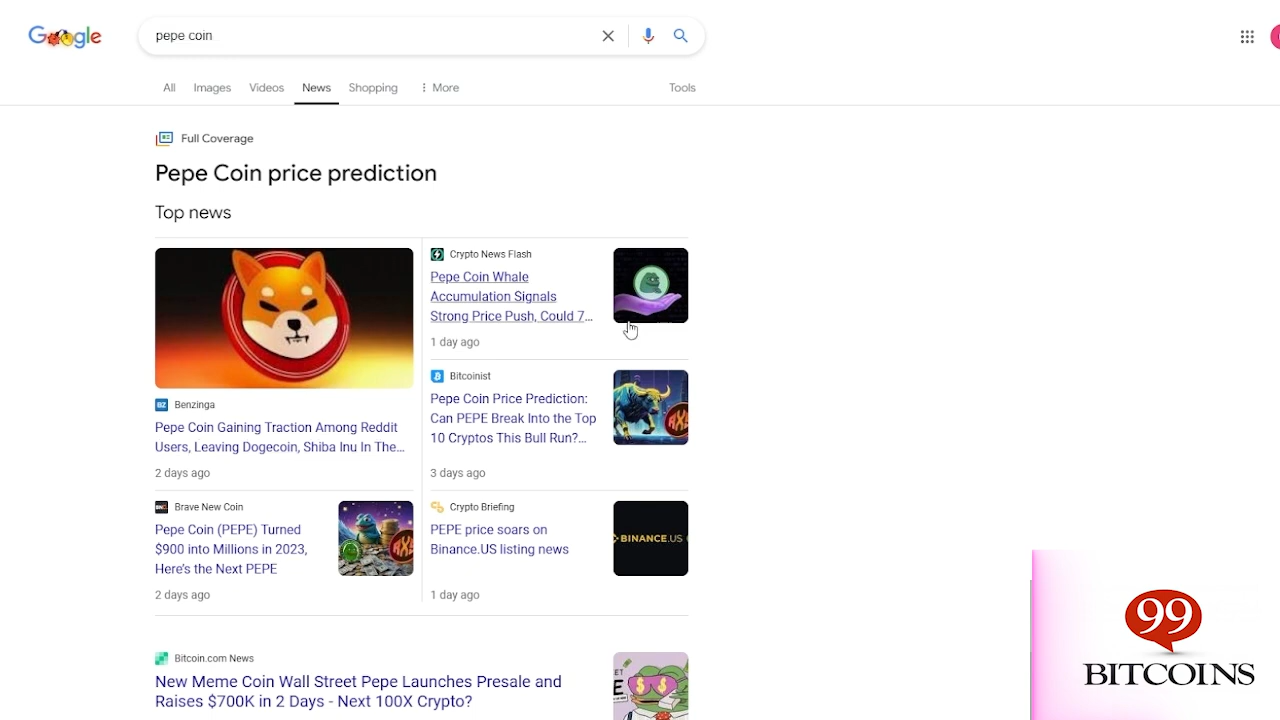 Google
pepe coin
All Images Videos News Shopping More Tools
Full Coverage
Pepe Coin price prediction
Top news
Benzinga
Pepe Coin Gaining Traction Among Reddit
Users, Leaving Dogecoin, Shiba Inu In The...
2 days ago
Crypto News Flash
Pepe Coin Whale
Accumulation Signals
Strong Price Push, Could 7...
1 day ago
Bitcoinist
Pepe Coin Price Prediction:
Can PEPE Break Into the Top
10 Cryptos This Bull Run?...
3 days ago
Brave New Coin
Pepe Coin (PEPE) Turned
$900 into Millions in 2023,
Here's the Next PEPE
2 days ago
Crypto Briefing
PEPE price soars on
Binance.US listing news
1 day ago
BINANCE.US
Bitcoin.com News
New Meme Coin Wall Street Pepe Launches Presale and
Raises $700K in 2 Days - Next 100X Crypto?
99
BITCOINS